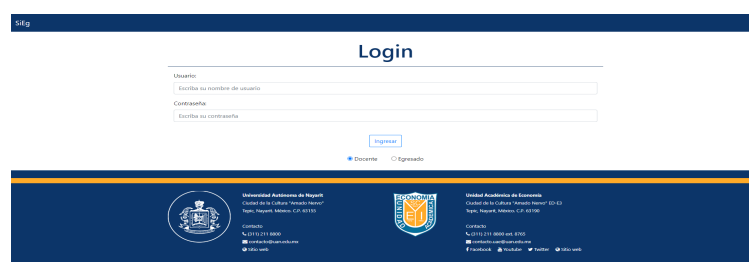 SiEg
Login
Usuario:
Escriba su nombre de usuario
Contraseña:
Escriba su contraseña
Ingresar
Docente Egresado
Universidad Autónoma de Nayarit
Ciudad de la Cultura "Amado Nervo"
Tepic, Nayarit. México. C.P. 63155
Contacto
(311) 211 8800
contacto@uan.edu.mx
Sitio web
ECONOMIA
UNIDAD
ACADEMICA
Unidad Académica de Economía
Ciudad de la Cultura "Amado Nervo" ED-E3
Tepic, Nayarit, México. C.P. 63190
Contacto
(311) 211 8800 ext. 8765
contacto.uae@uan.edu.mx
Facebook Youtube Twitter Sitio web